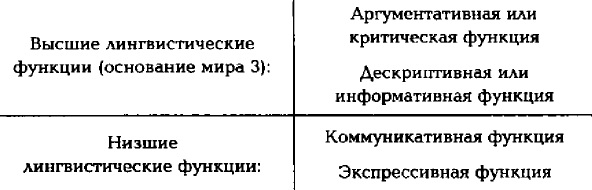 Высшие лингвистические
функции (основание мира 3):
Аргументативная или
критическая функция
Дескриптивная или
информативная функция
Низшие
лингвистические функции:
Коммуникативная функция
Экспрессивная функция